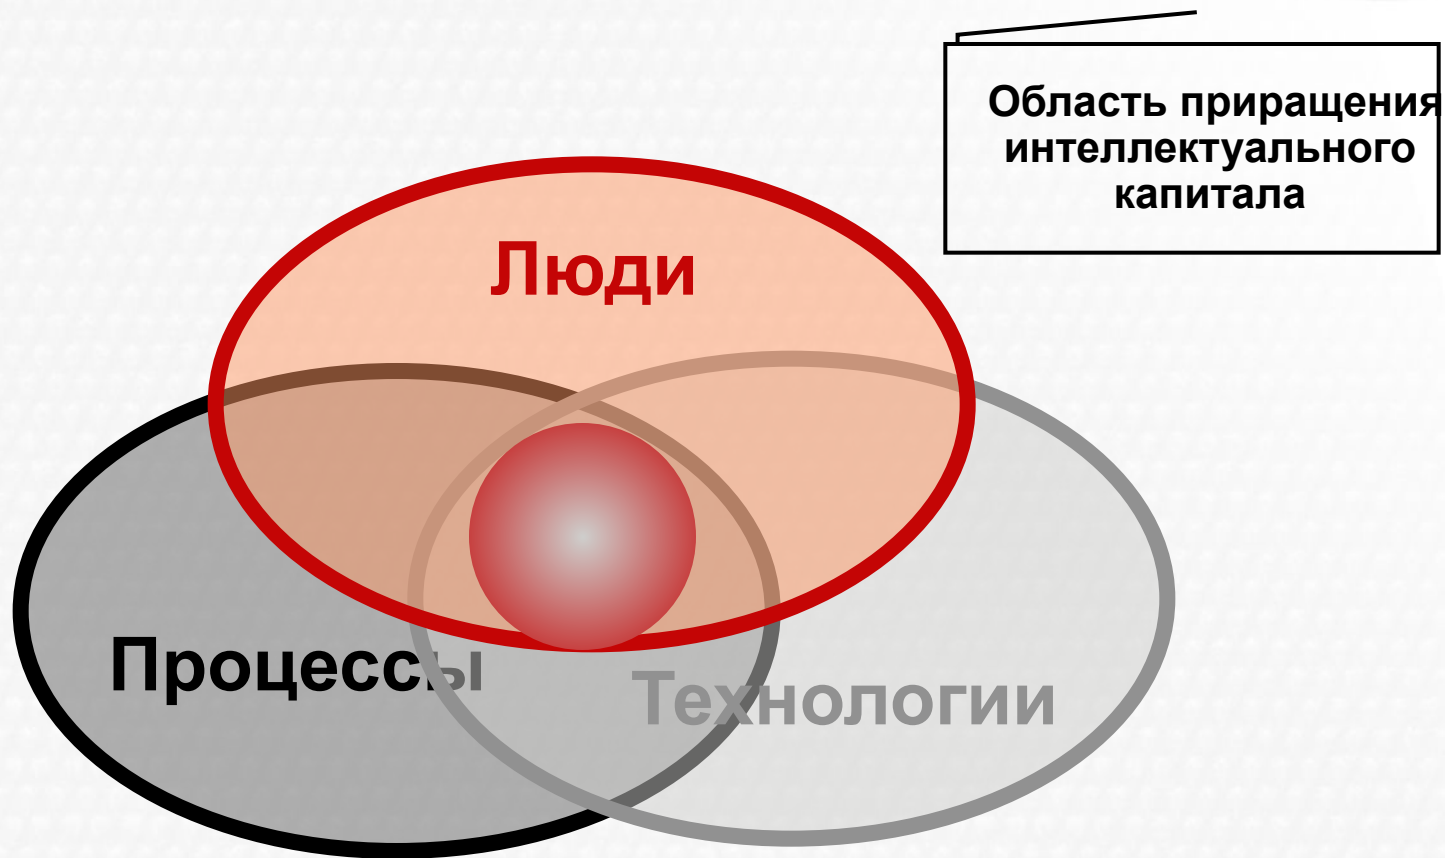 Область приращения
интеллектуального
капитала
Люди
Процессы
Технологии